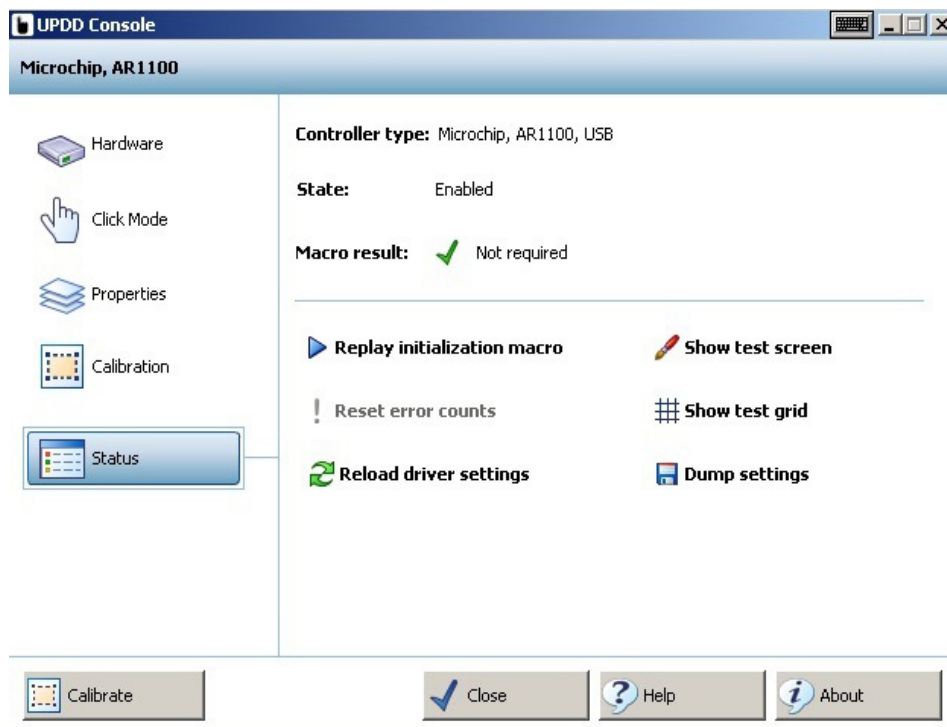 UPDD Console
Microchip, AR1100
Hardware
Click Mode
Properties
Calibration
Status
Controller type: Microchip, AR1100, USB
State: Enabled
Macro result: Not required
Replay initialization macro
Show test screen
Reset error counts
Show test grid
Reload driver settings
Dump settings
Calibrate
Close
Help
About